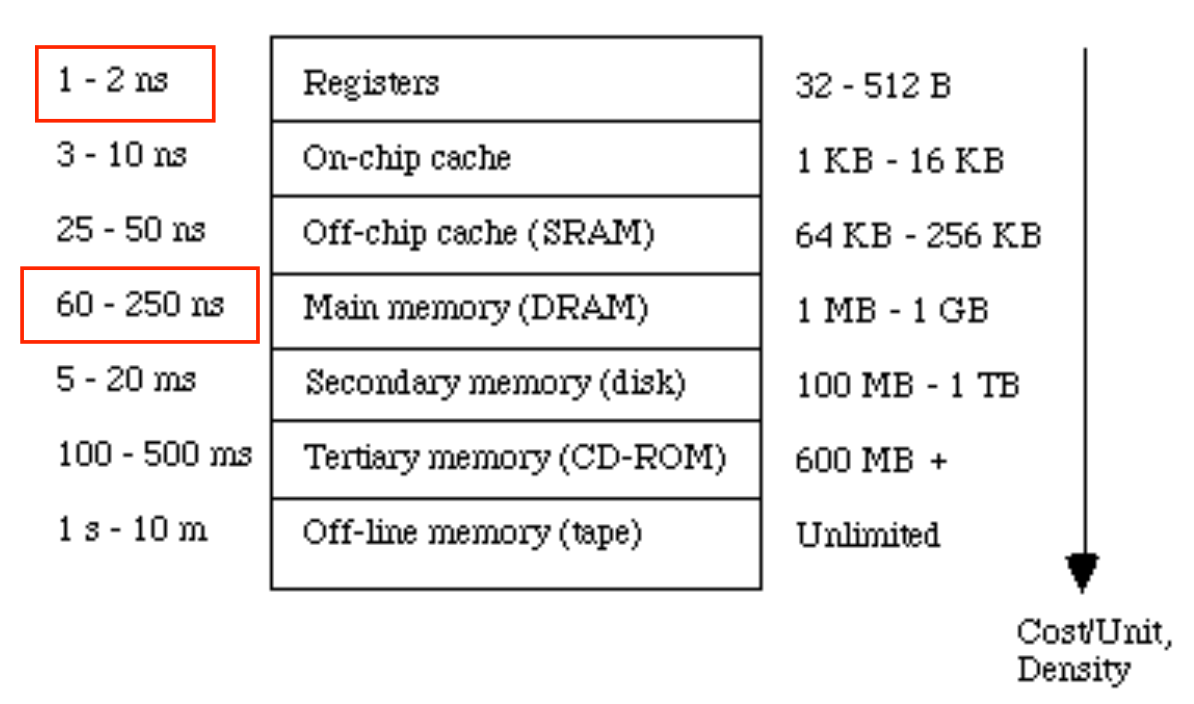 1 - 2 ns Registers 32 - 512 B
3 - 10 ns On-chip cache 1 KB - 16 KB
25 - 50 ns Off-chip cache (SRAM) 64 KB - 256 KB
60 - 250 ns Main memory (DRAM) 1 MB - 1 GB
5 - 20 ms Secondary memory (disk) 100 MB - 1 TB
100 - 500 ms Tertiary memory (CD-ROM) 600 MB +
1 s - 10 m Off-line memory (tape) Unlimited
Cost/Unit,
Density